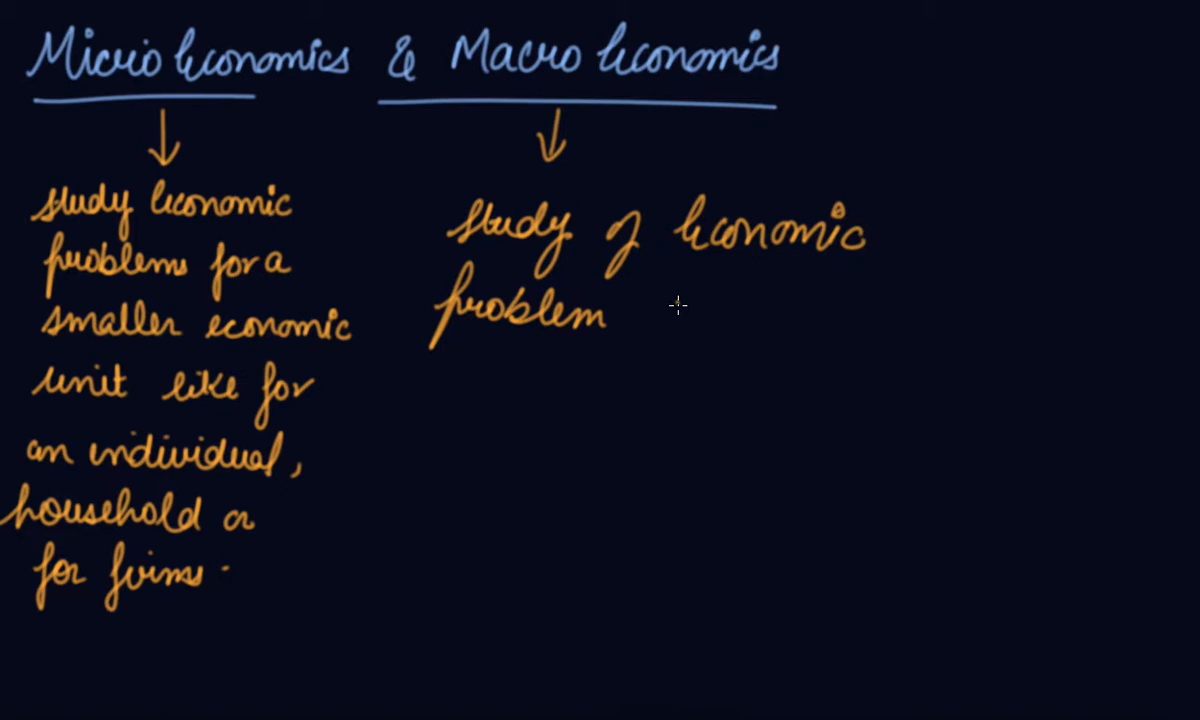 Micro Economics & Macro Economics
study Economic
problems for a
smaller economic
unit like for
an individual,
household or
for firms.
study of Economic
problem